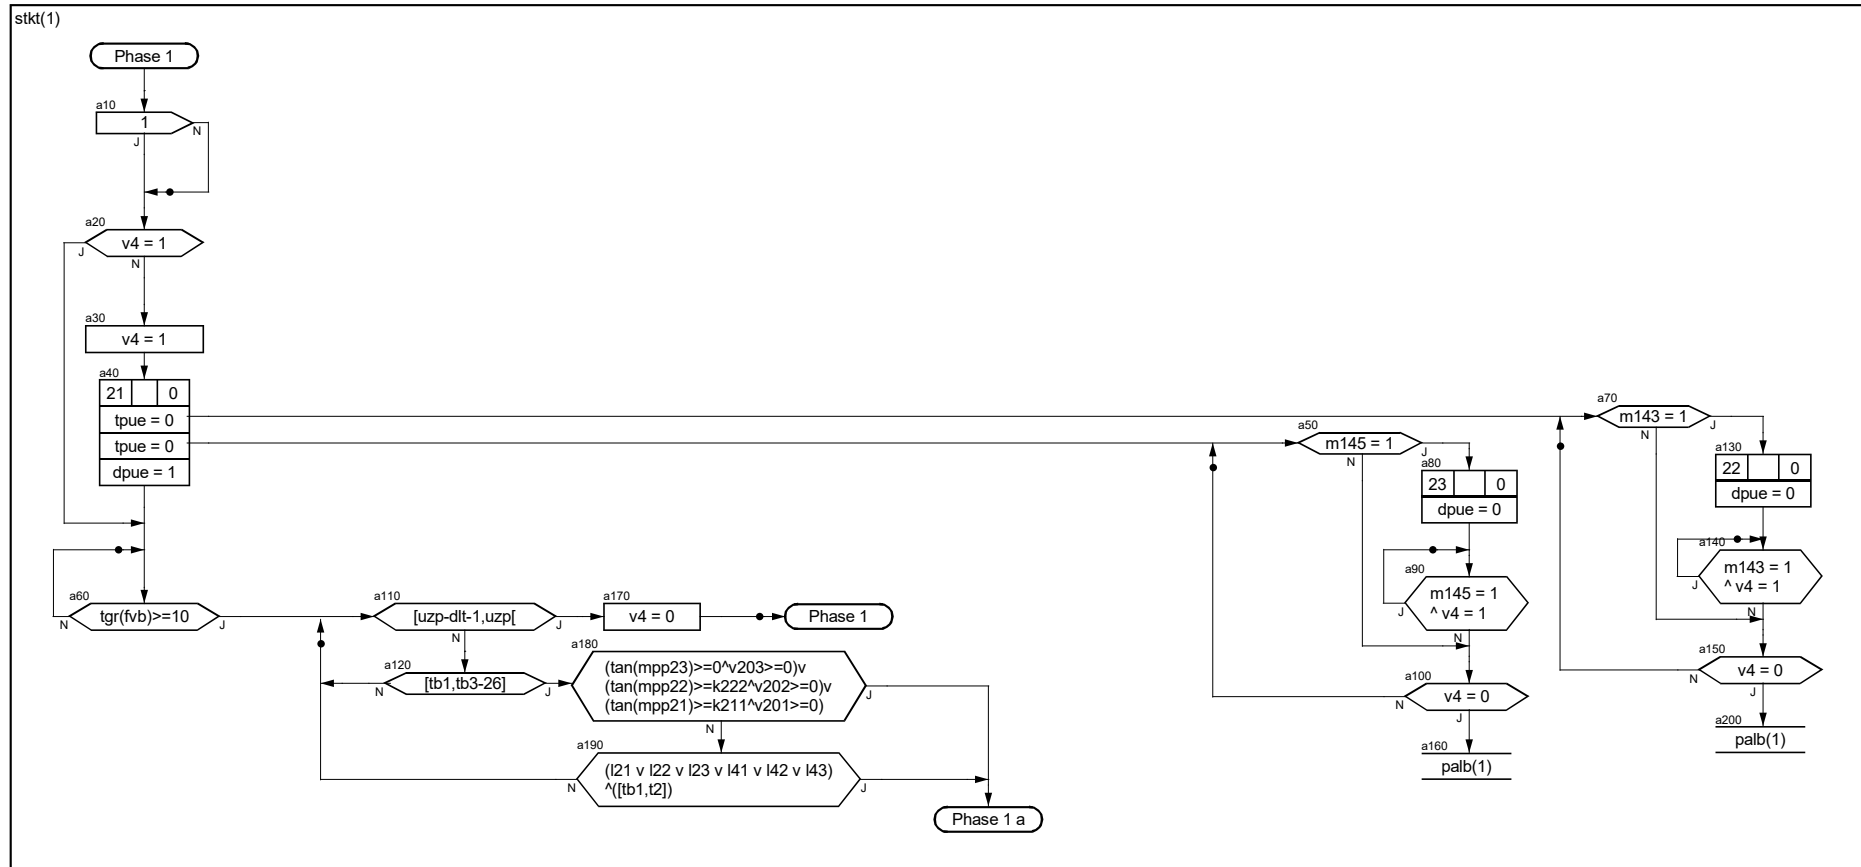 stkt(1)
Phase 1
a10
1
N
J
a20
v4 = 1
J
N
a30
v4 = 1
a40
21 0
tpue = 0
tpue = 0
dpue = 1
a60
tgr(fvb)>=10
N
J
a110
[uzp-dlt-1,uzp[
J
N
a170
v4 = 0
Phase 1
a120
[tb1,tb3-26]
N
J
a180
(tan(mpp23)>=0^v203>=0)v
(tan(mpp22)>=k222^v202>=0)v
(tan(mpp21)>=k211^v201>=0)
J
N
a190
(l21 v l22 v l23 v l41 v l42 v l43)
^([tb1,t2])
N
J
Phase 1 a
a50
m145 = 1
N
J
a80
23 0
dpue = 0
a90
m145 = 1
^ v4 = 1
J
N
a100
v4 = 0
N
J
a160
palb(1)
a70
m143 = 1
N
J
a130
22 0
dpue = 0
a140
m143 = 1
^ v4 = 1
J
N
a150
v4 = 0
N
J
a200
palb(1)